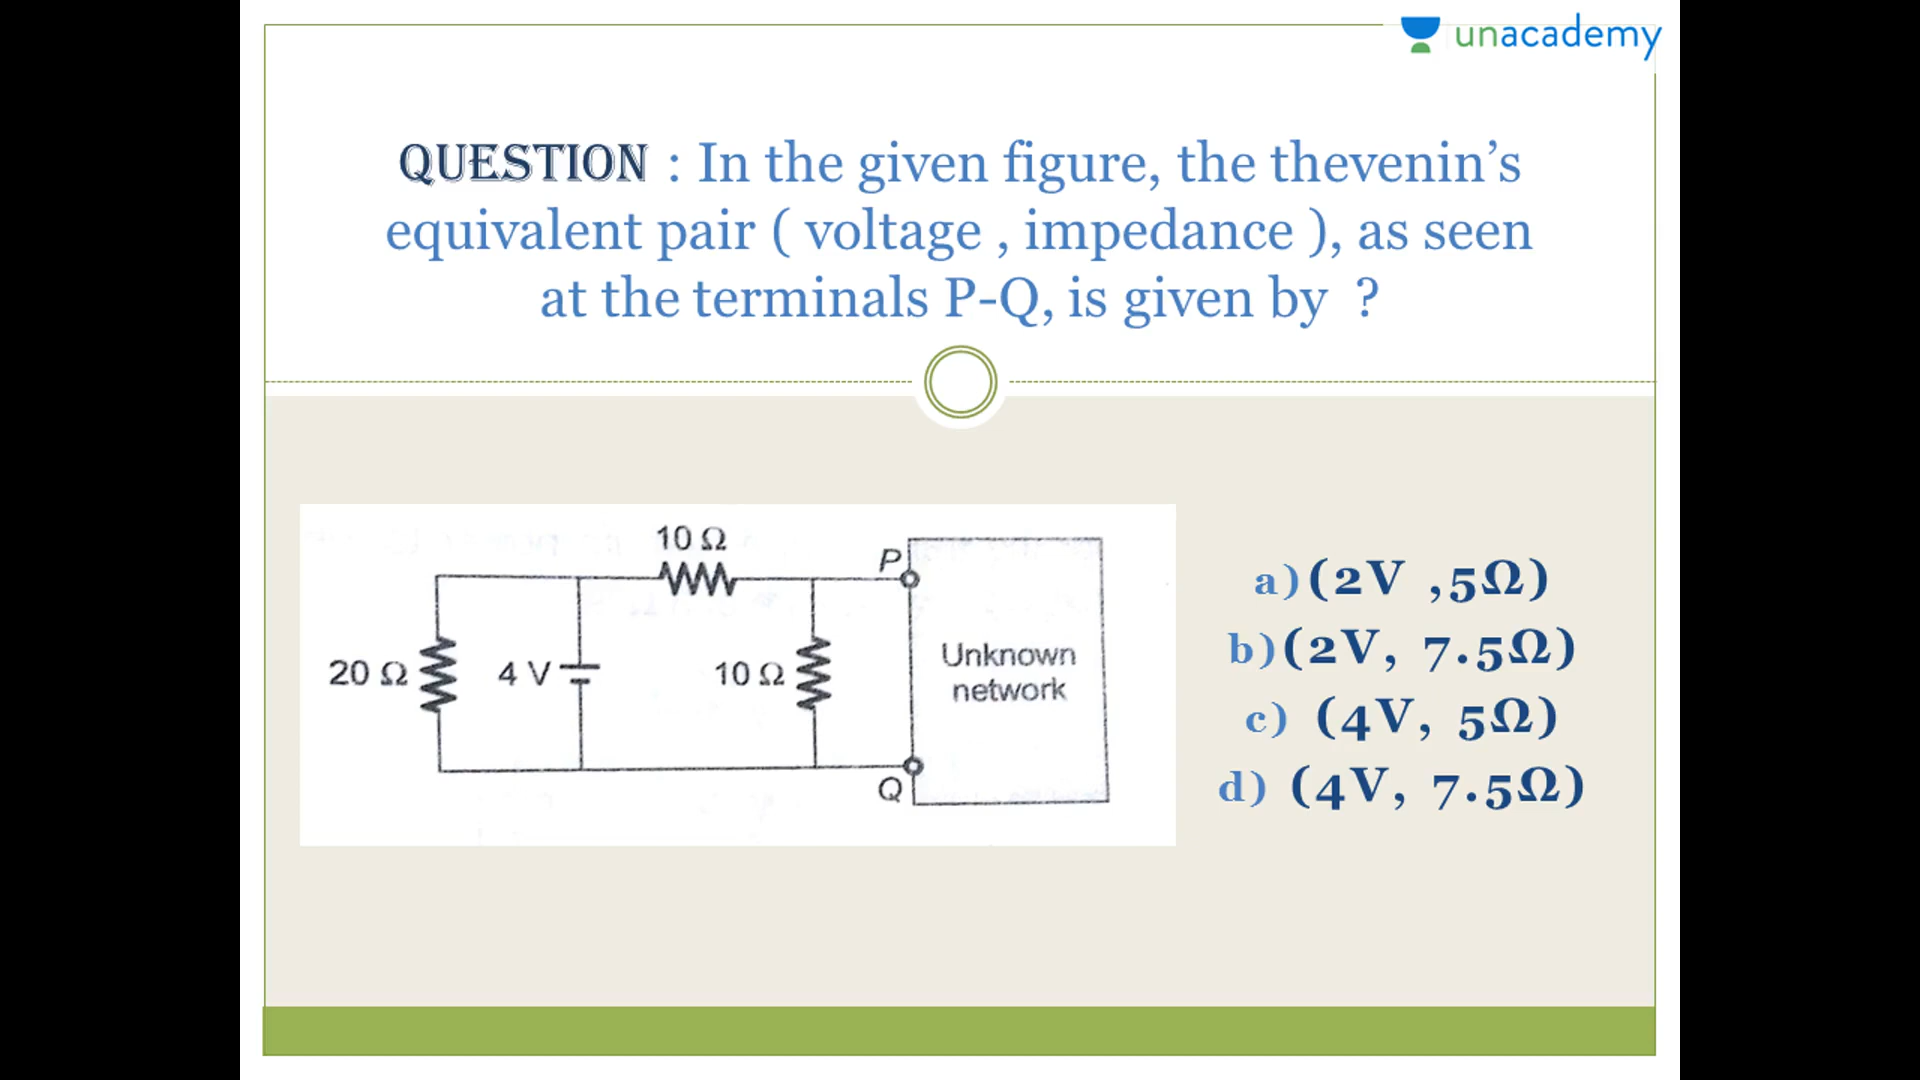 unacademy
QUESTION : In the given figure, the thevenin’s
equivalent pair ( voltage , impedance ), as seen
at the terminals P-Q, is given by ?
10 Ω
P
20 Ω
4 V
10 Ω
Unknown
network
Q
a)(2V ,5Ω)
b)(2V, 7.5Ω)
c) (4V, 5Ω)
d) (4V, 7.5Ω)